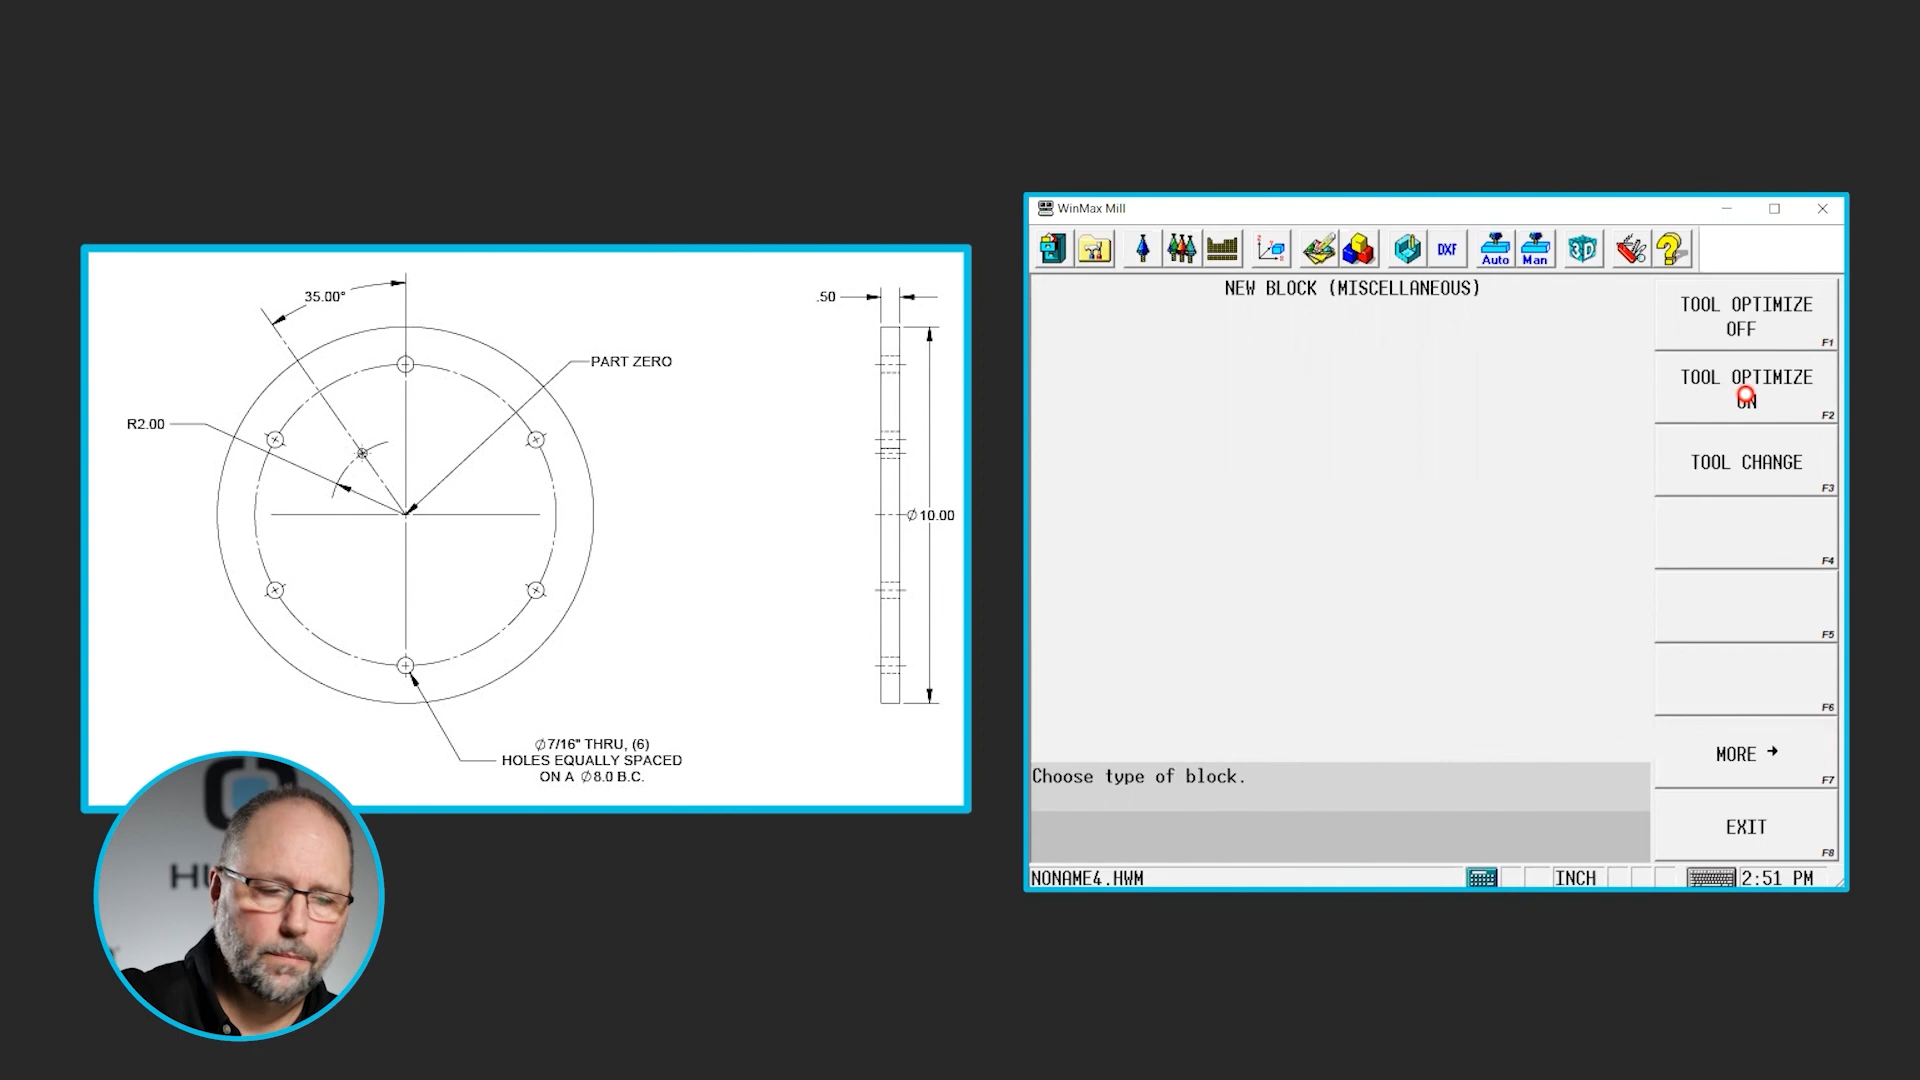 35.00°
.50
PART ZERO
R2.00
∅10.00
∅7/16" THRU, (6)
HOLES EQUALLY SPACED
ON A ∅8.0 B.C.
WinMax Mill
DXF
Auto
Man
3D
NEW BLOCK (MISCELLANEOUS)
TOOL OPTIMIZE
OFF
F1
TOOL OPTIMIZE
ON
F2
TOOL CHANGE
F3
F4
F5
F6
MORE →
F7
EXIT
F8
Choose type of block.
NONAME4.HWM
INCH
2:51 PM
HU